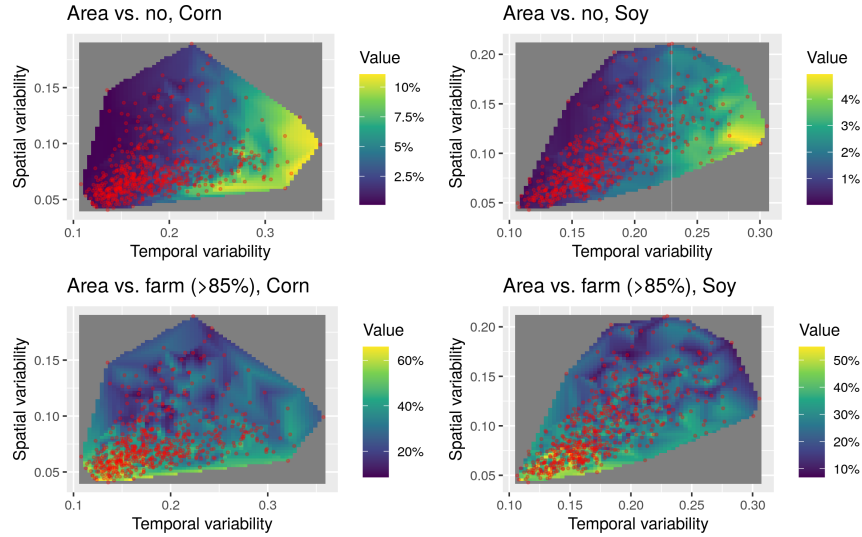 Area vs. no, Corn
Spatial variability
0.15
0.10
0.05
0.1
0.2
0.3
Temporal variability
Value
10%
7.5%
5%
2.5%
Area vs. no, Soy
Spatial variability
0.20
0.15
0.10
0.05
0.10
0.15
0.20
0.25
0.30
Temporal variability
Value
4%
3%
2%
1%
Area vs. farm (>85%), Corn
Spatial variability
0.15
0.10
0.05
0.1
0.2
0.3
Temporal variability
Value
60%
40%
20%
Area vs. farm (>85%), Soy
Spatial variability
0.20
0.15
0.10
0.05
0.10
0.15
0.20
0.25
0.30
Temporal variability
Value
50%
40%
30%
20%
10%